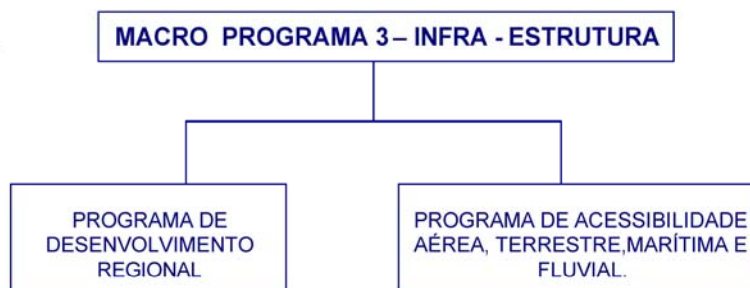 MACRO PROGRAMA 3 – INFRA - ESTRUTURA
PROGRAMA DE
DESENVOLVIMENTO
REGIONAL
PROGRAMA DE ACESSIBILIDADE
AÉREA, TERRESTRE,MARÍTIMA E
FLUVIAL.